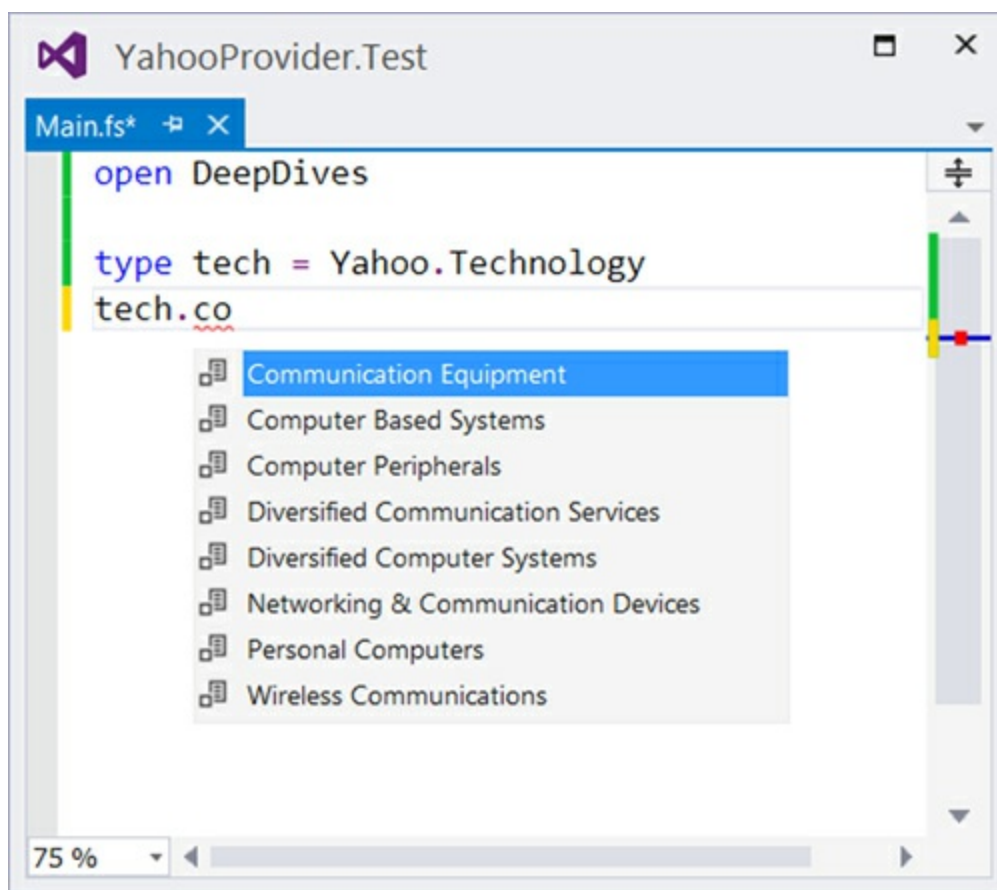 YahooProvider.Test
Main.fs*
open DeepDives
type tech = Yahoo.Technology
tech.co
Communication Equipment
Computer Based Systems
Computer Peripherals
Diversified Communication Services
Diversified Computer Systems
Networking & Communication Devices
Personal Computers
Wireless Communications
75 %